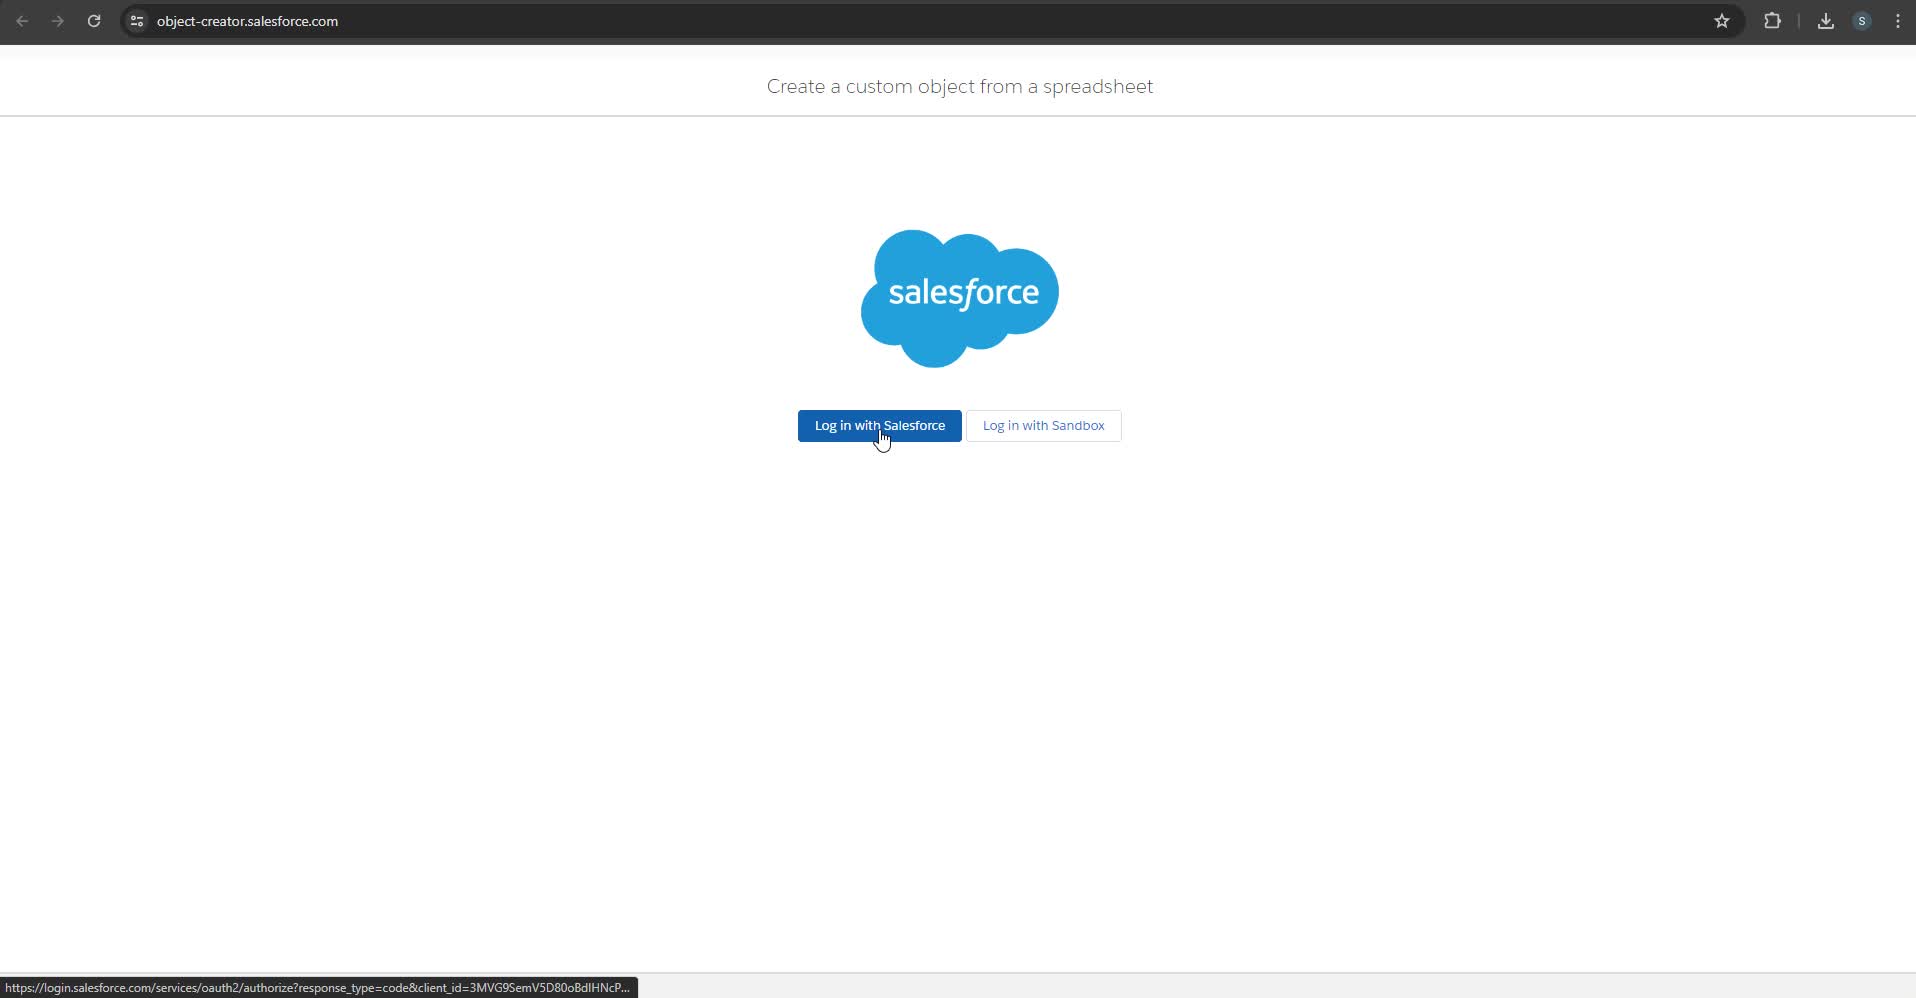 object-creator.salesforce.com
S
Create a custom object from a spreadsheet
salesforce
Log in with Salesforce
Log in with Sandbox
https://login.salesforce.com/services/oauth2/authorize?response_type=code&client_id=3MVG9SemV5D80oBdIHNcP...